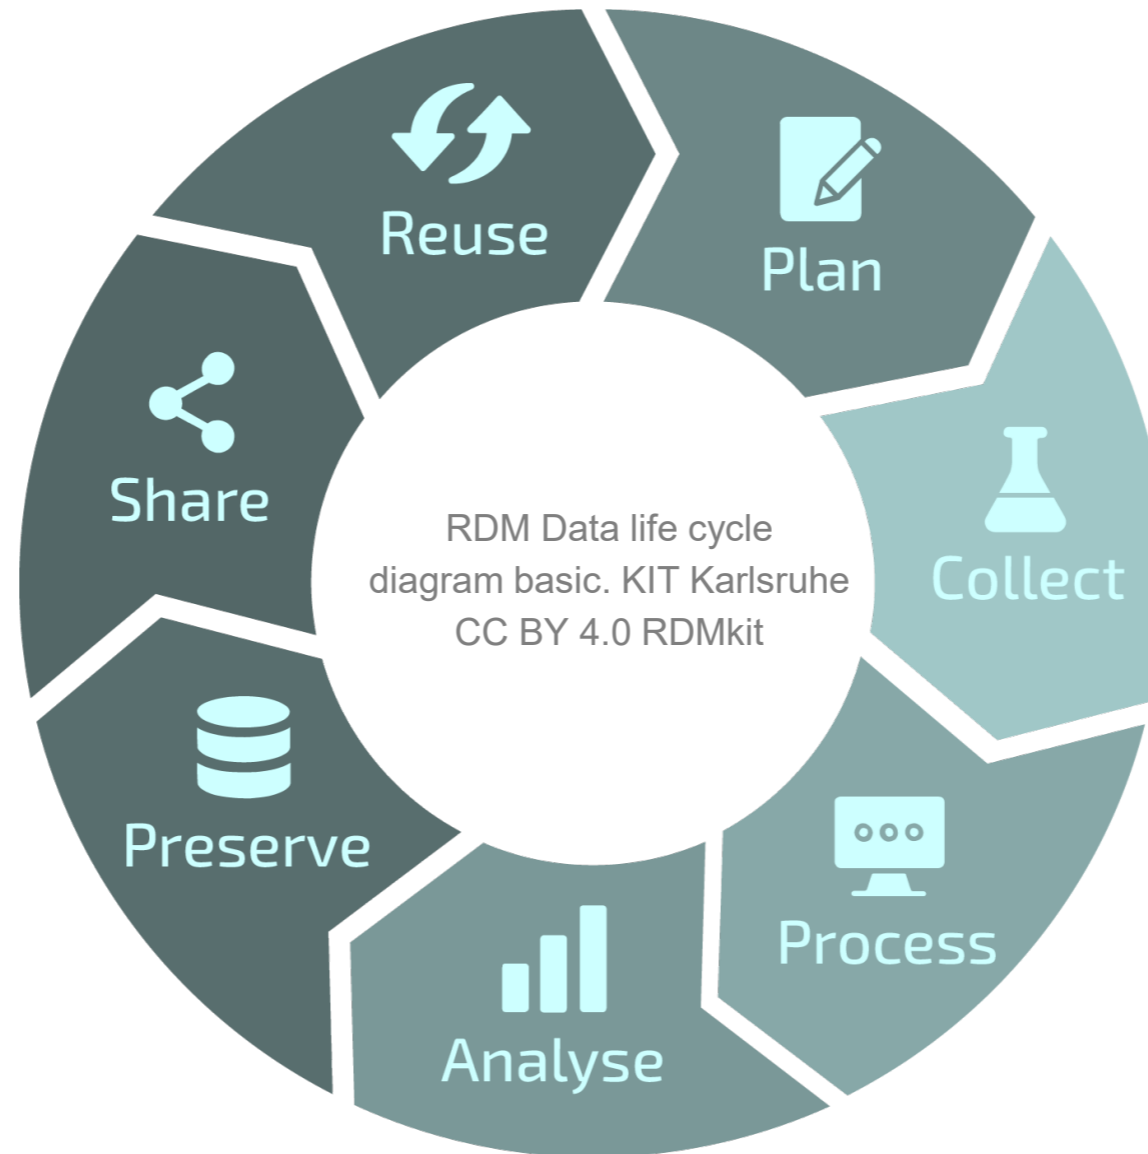 Reuse
Plan
Share
Collect
RDM Data life cycle
diagram basic. KIT Karlsruhe
CC BY 4.0 RDMkit
Preserve
Process
Analyse